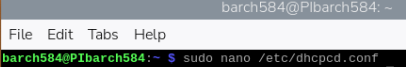 barch584@PIbarch584: ~
File Edit Tabs Help
barch584@PIbarch584:~ $ sudo nano /etc/dhcpcd.conf